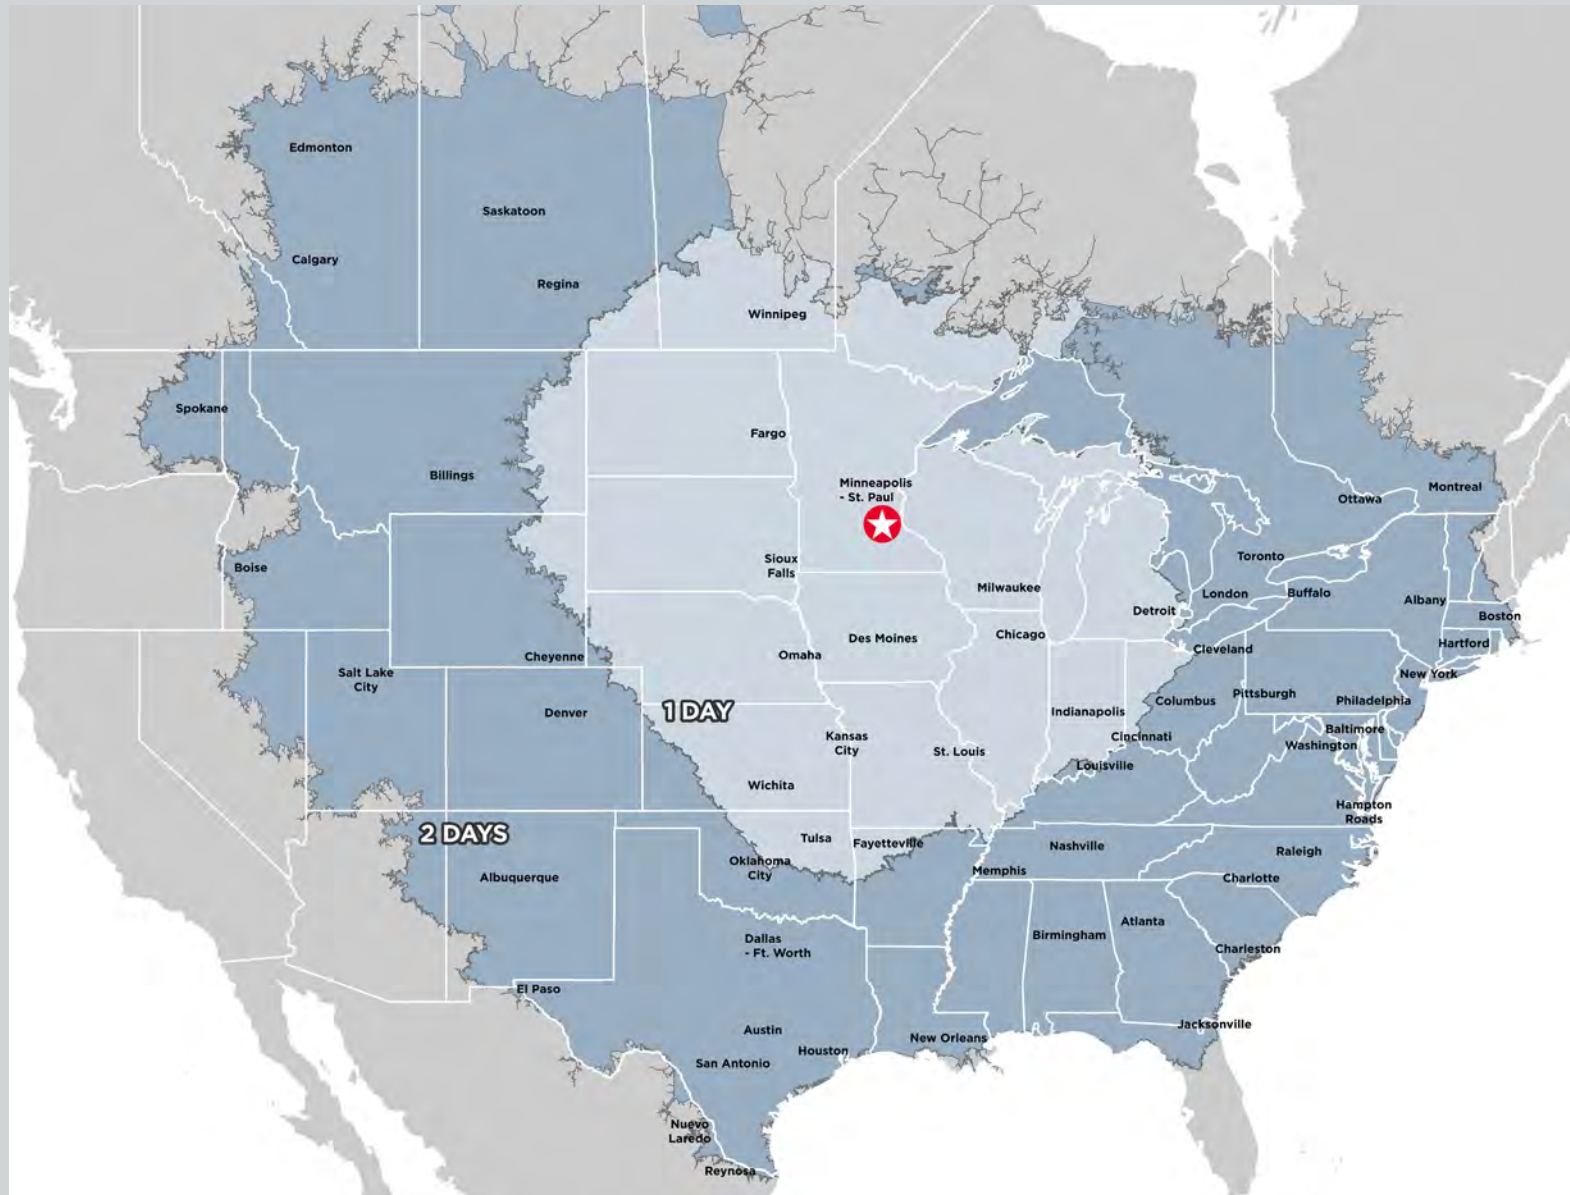 Edmonton
Saskatoon
Calgary
Regina
Winnipeg
Spokane
Fargo
Billings
Minneapolis
- St. Paul
Montreal
Ottawa
Boise
Sioux
Falls
Toronto
Milwaukee
London
Buffalo
Albany
Detroit
Boston
Des Moines
Chicago
Hartford
Cheyenne
Omaha
Cleveland
Salt Lake
City
New York
Denver
1 DAY
Indianapolis
Columbus
Pittsburgh
Philadelphia
Kansas
City
St. Louis
Cincinnati
Baltimore
Washington
Louisville
Wichita
Hampton
Roads
2 DAYS
Tulsa
Fayetteville
Nashville
Raleigh
Oklahoma
City
Albuquerque
Memphis
Charlotte
Atlanta
Birmingham
Dallas
- Ft. Worth
Charleston
El Paso
Austin
Jacksonville
New Orleans
Houston
San Antonio
Nuevo
Laredo
Reynosa